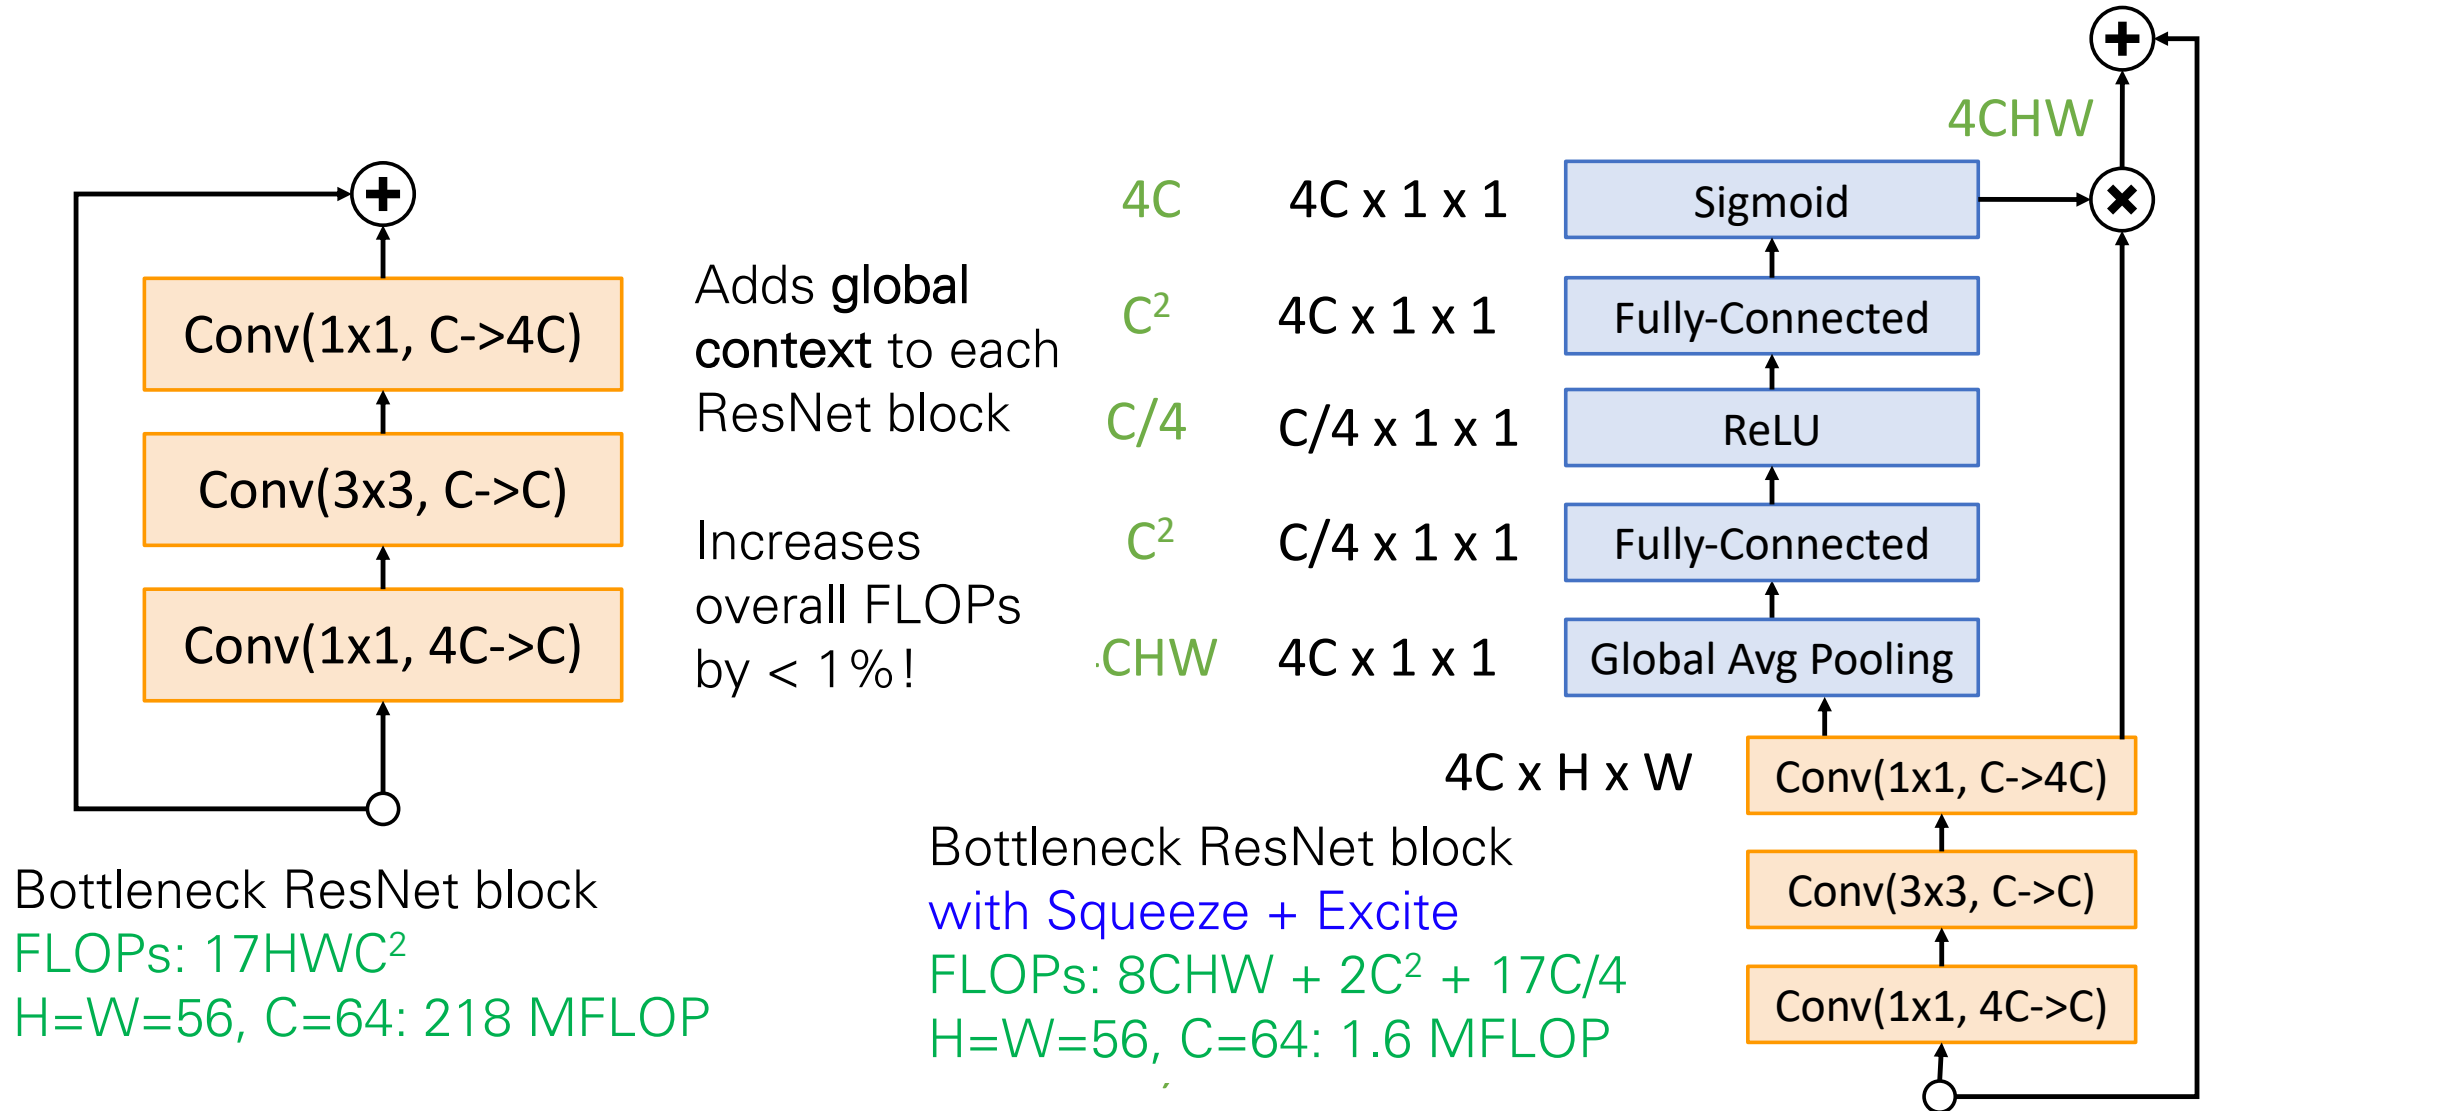 Conv(1x1, C->4C)
Conv(3x3, C->C)
Conv(1x1, 4C->C)
Bottleneck ResNet block
FLOPs: 17HWC²
H=W=56, C=64: 218 MFLOP
Adds global
context to each
ResNet block
Increases
overall FLOPs
by < 1%!
4CHW
4C 4C x 1 x 1 Sigmoid
C² 4C x 1 x 1 Fully-Connected
C/4 C/4 x 1 x 1 ReLU
C² C/4 x 1 x 1 Fully-Connected
CHW 4C x 1 x 1 Global Avg Pooling
4C x H x W Conv(1x1, C->4C)
Conv(3x3, C->C)
Conv(1x1, 4C->C)
Bottleneck ResNet block
with Squeeze + Excite
FLOPs: 8CHW + 2C² + 17C/4
H=W=56, C=64: 1.6 MFLOP